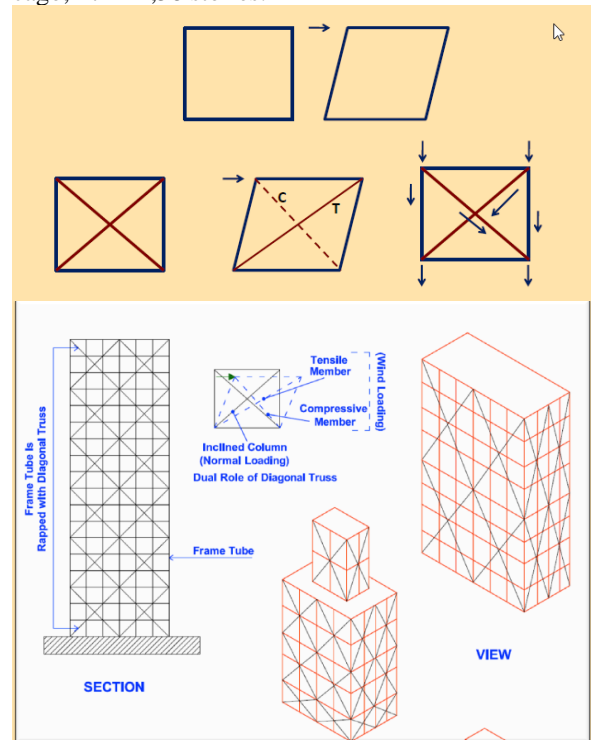 C
T
Tensile
Member
Compressive
Member
(Wind Loading)
Inclined Column
(Normal Loading)
Dual Role of Diagonal Truss
Frame Tube Is
Rapped with Diagonal Truss
Frame Tube
SECTION
VIEW